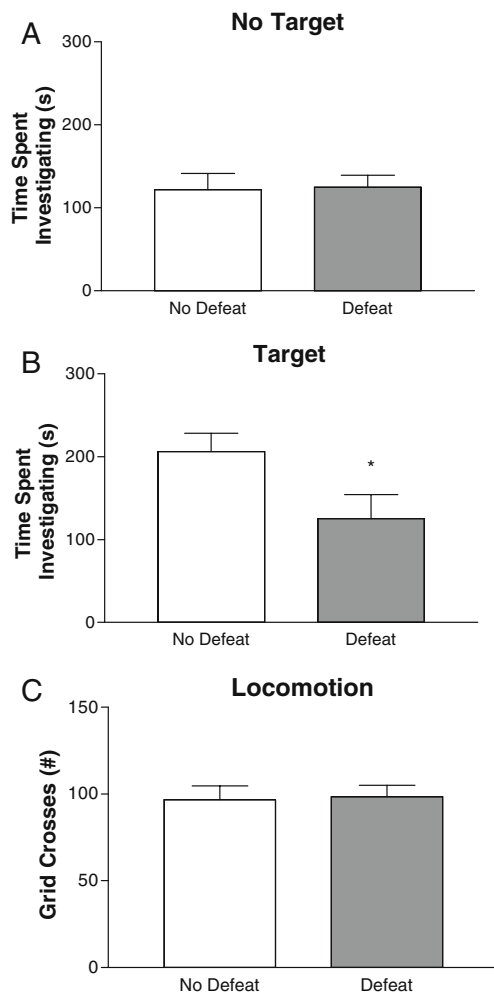 A
No Target
Time Spent
Investigating (s)
300
200
100
0
No Defeat
Defeat
B
Target
Time Spent
Investigating (s)
300
200
100
0
*
No Defeat
Defeat
C
Locomotion
Grid Crosses (#)
150
100
50
0
No Defeat
Defeat